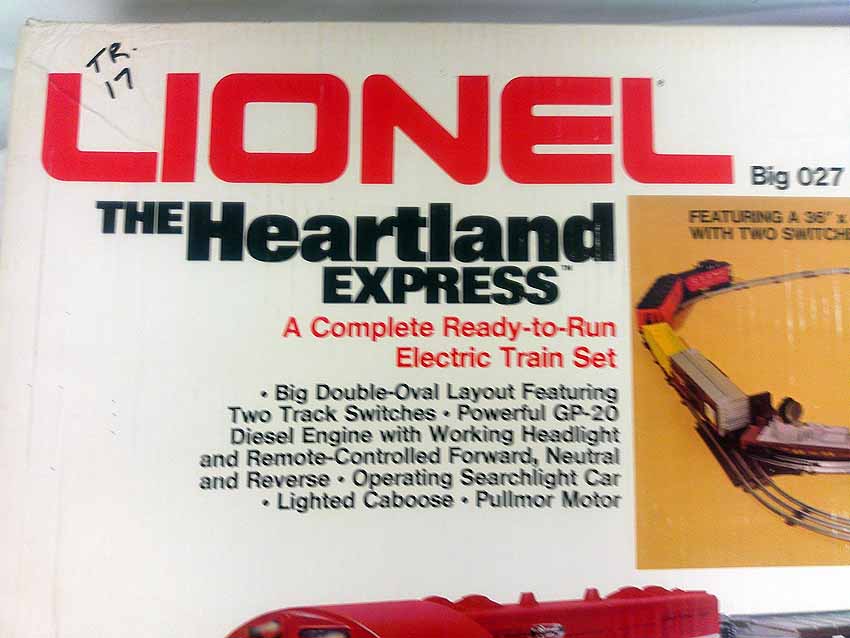 TR.
17
LIONEL®
Big 027
THE Heartland
EXPRESS™
A Complete Ready-to-Run
Electric Train Set
• Big Double-Oval Layout Featuring
Two Track Switches • Powerful GP-20
Diesel Engine with Working Headlight
and Remote-Controlled Forward, Neutral
and Reverse • Operating Searchlight Car
• Lighted Caboose • Pullmor Motor
FEATURING A 36" x
WITH TWO